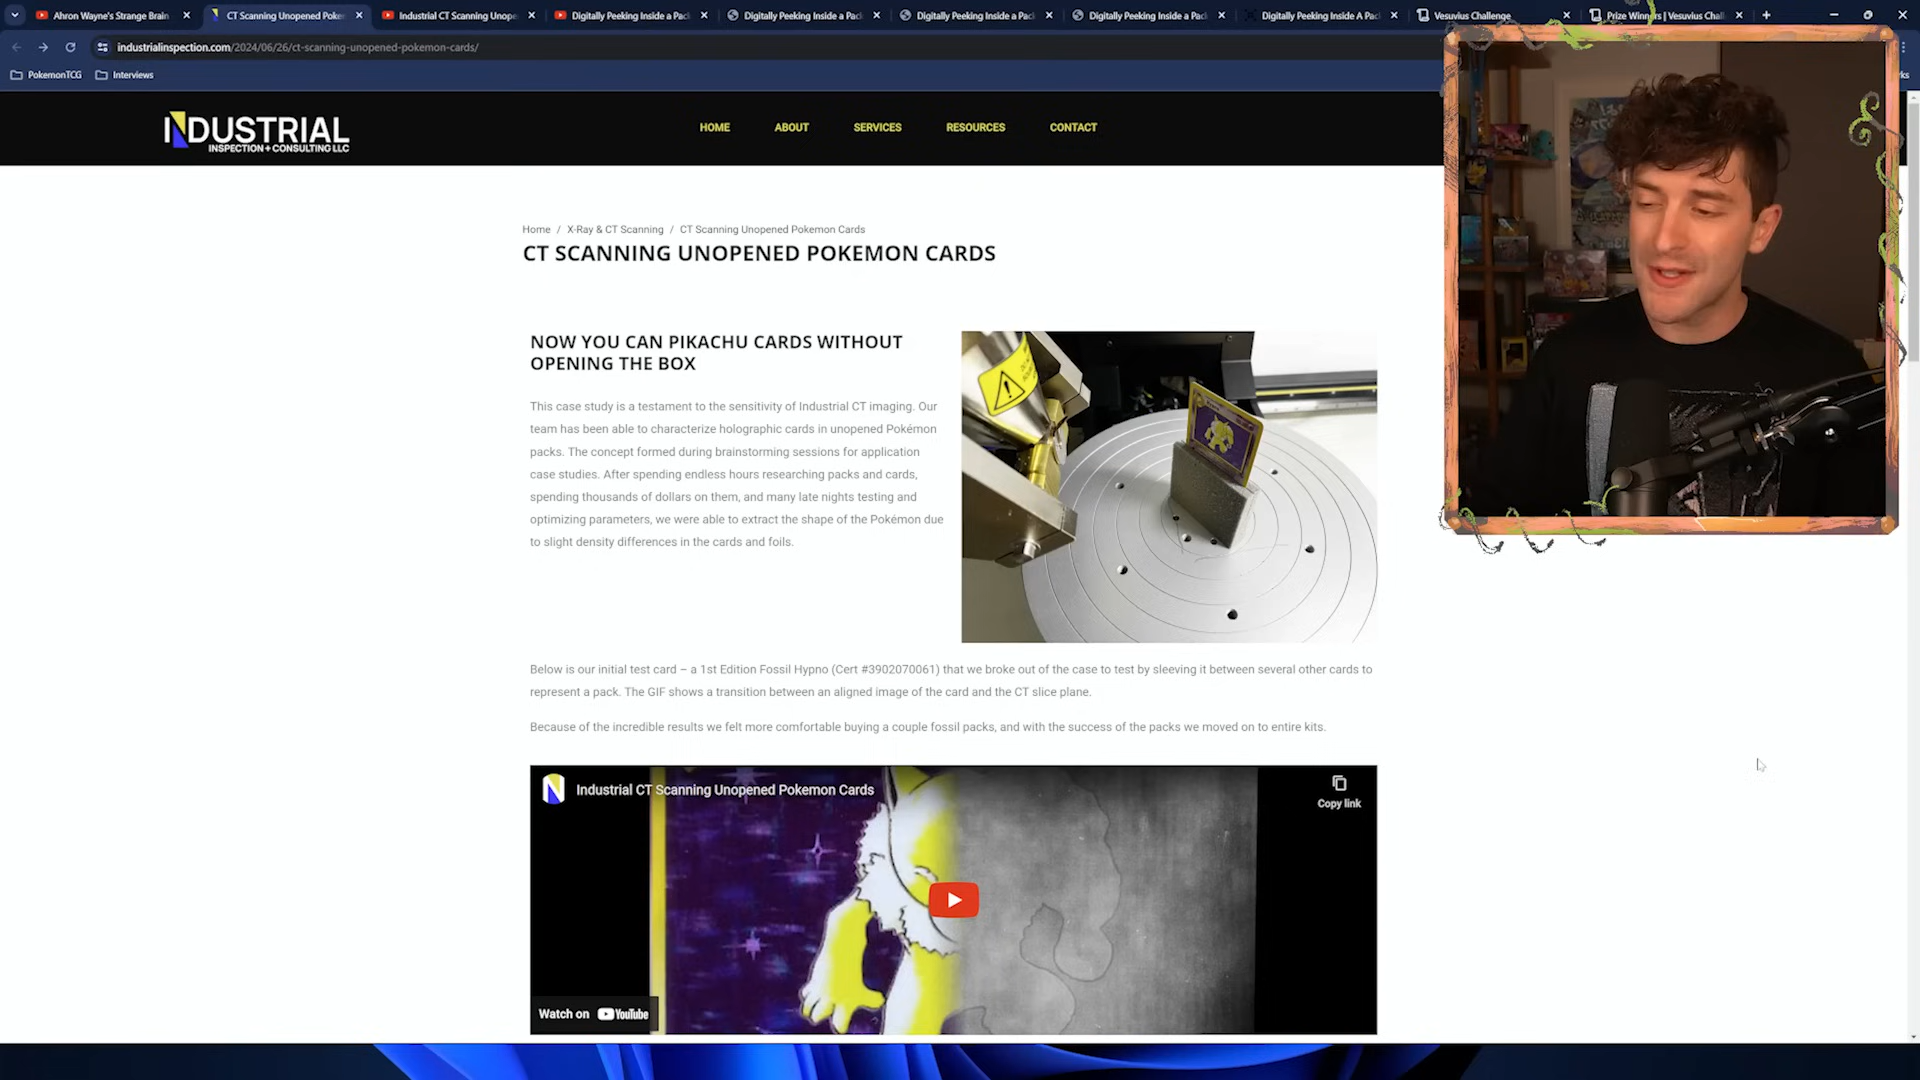 Ahron Wayne's Strange Brain
CT Scanning Unopened Poke
Industrial CT Scanning Unope
Digitally Peeking Inside a Pac
Digitally Peeking Inside a Pac
Digitally Peeking Inside a Pac
Digitally Peeking Inside a Pac
Digitally Peeking Inside A Pac
Vesuvius Challenge
Prize Winners | Vesuvius Chall
industrialinspection.com/2024/06/26/ct-scanning-unopened-pokemon-cards/
PokemonTCG
Interviews
INDUSTRIAL
INSPECTION + CONSULTING LLC
HOME
ABOUT
SERVICES
RESOURCES
CONTACT
Home / X-Ray & CT Scanning / CT Scanning Unopened Pokemon Cards
CT SCANNING UNOPENED POKEMON CARDS
NOW YOU CAN PIKACHU CARDS WITHOUT
OPENING THE BOX
This case study is a testament to the sensitivity of Industrial CT imaging. Our
team has been able to characterize holographic cards in unopened Pokémon
packs. The concept formed during brainstorming sessions for application
case studies. After spending endless hours researching packs and cards,
spending thousands of dollars on them, and many late nights testing and
optimizing parameters, we were able to extract the shape of the Pokémon due
to slight density differences in the cards and foils.
Below is our initial test card – a 1st Edition Fossil Hypno (Cert #3902070061) that we broke out of the case to test by sleeving it between several other cards to
represent a pack. The GIF shows a transition between an aligned image of the card and the CT slice plane.
Because of the incredible results we felt more comfortable buying a couple fossil packs, and with the success of the packs we moved on to entire kits.
Industrial CT Scanning Unopened Pokemon Cards
Copy link
Watch on YouTube